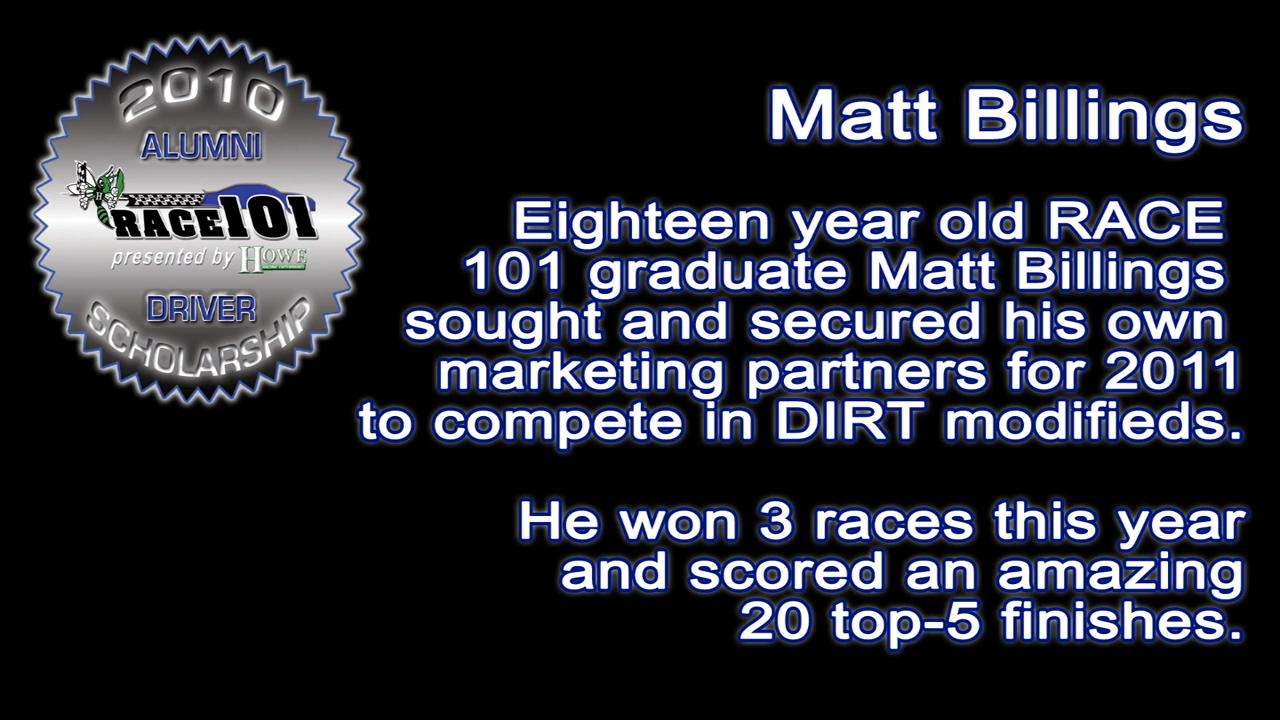 2010
ALUMNI
RACE101
presented by HOWE
DRIVER
SCHOLARSHIP
Matt Billings
Eighteen year old RACE
101 graduate Matt Billings
sought and secured his own
marketing partners for 2011
to compete in DIRT modifieds.
He won 3 races this year
and scored an amazing
20 top-5 finishes.